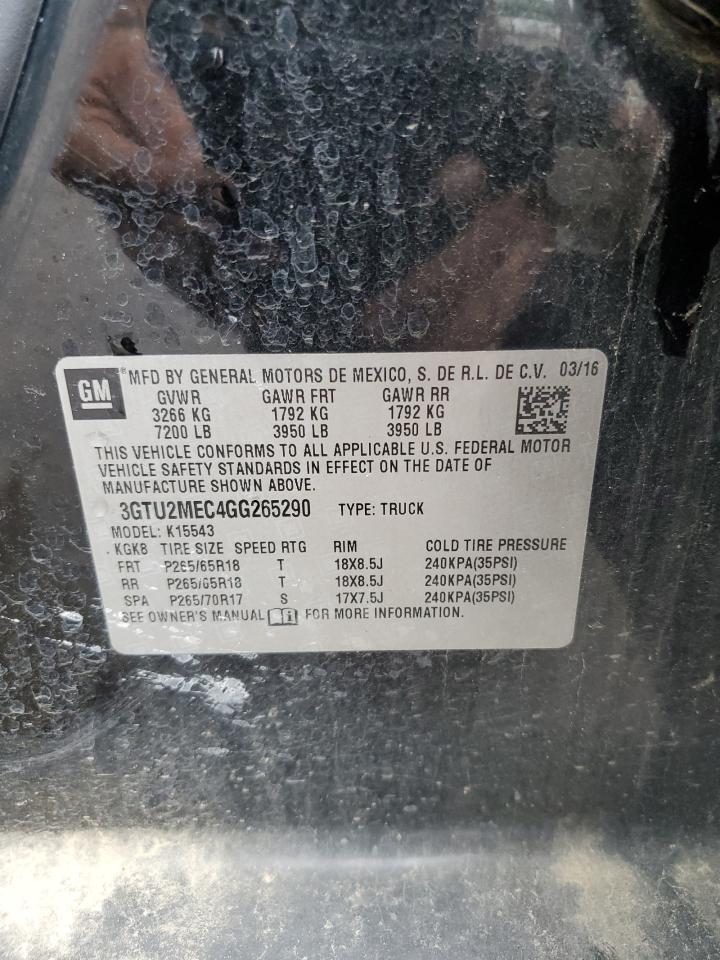 GM ® MFD BY GENERAL MOTORS DE MEXICO, S. DE R.L. DE C.V. 03/16
GVWR GAWR FRT GAWR RR
3266 KG 1792 KG 1792 KG
7200 LB 3950 LB 3950 LB
THIS VEHICLE CONFORMS TO ALL APPLICABLE U.S. FEDERAL MOTOR
VEHICLE SAFETY STANDARDS IN EFFECT ON THE DATE OF
MANUFACTURE SHOWN ABOVE.
3GTU2MEC4GG265290 TYPE: TRUCK
MODEL: K15543
KGK8 TIRE SIZE SPEED RTG RIM COLD TIRE PRESSURE
FRT P265/65R18 T 18X8.5J 240KPA(35PSI)
RR P265/65R18 T 18X8.5J 240KPA(35PSI)
SPA P265/70R17 S 17X7.5J 240KPA(35PSI)
SEE OWNER'S MANUAL i FOR MORE INFORMATION.